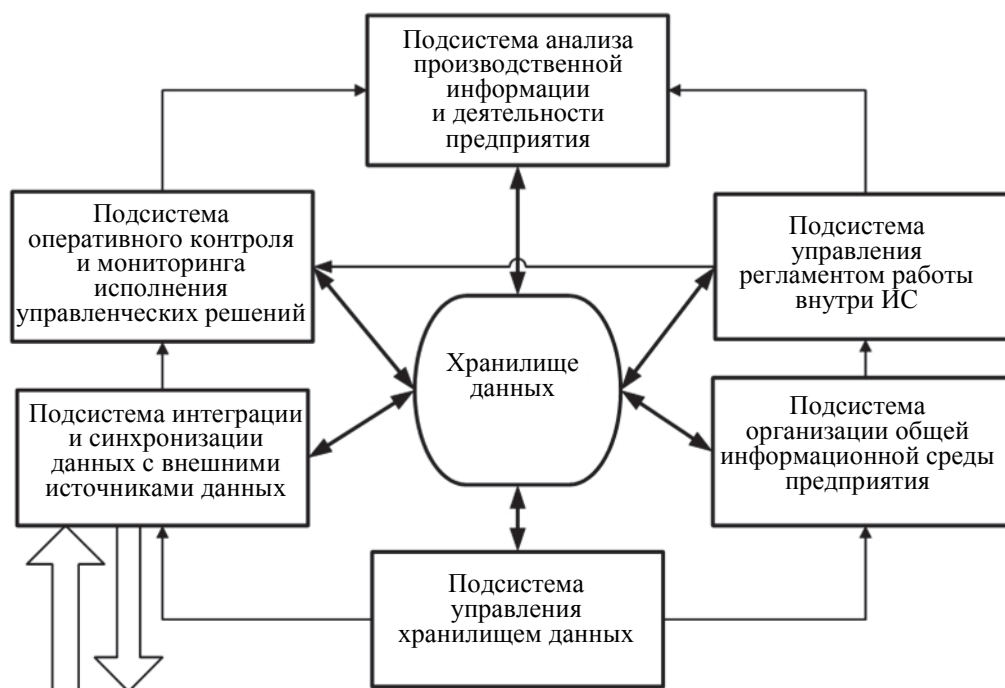 Подсистема анализа
производственной
информации
и деятельности
предприятия
Подсистема
оперативного контроля
и мониторинга
исполнения
управленческих решений
Подсистема
управления
регламентом работы
внутри ИС
Хранилище
данных
Подсистема интеграции
и синхронизации
данных с внешними
источниками данных
Подсистема
организации общей
информационной среды
предприятия
Подсистема
управления
хранилищем данных